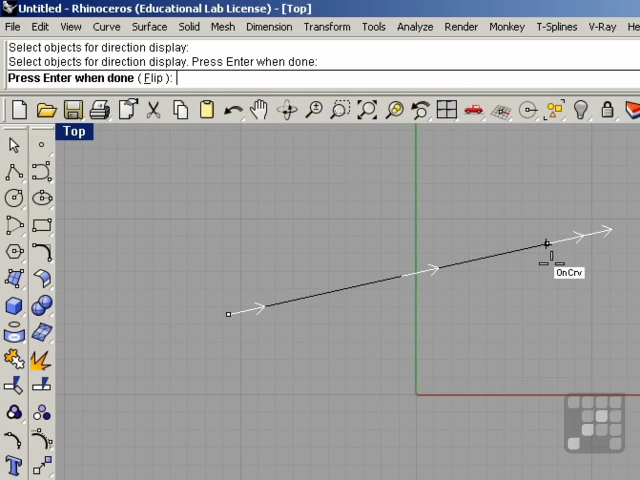 Untitled - Rhinoceros (Educational Lab License) - [Top]
File Edit View Curve Surface Solid Mesh Dimension Transform Tools Analyze Render Monkey T-Splines V-Ray He
Select objects for direction display:
Select objects for direction display. Press Enter when done:
Press Enter when done ( Flip ):
Top
OnCrv